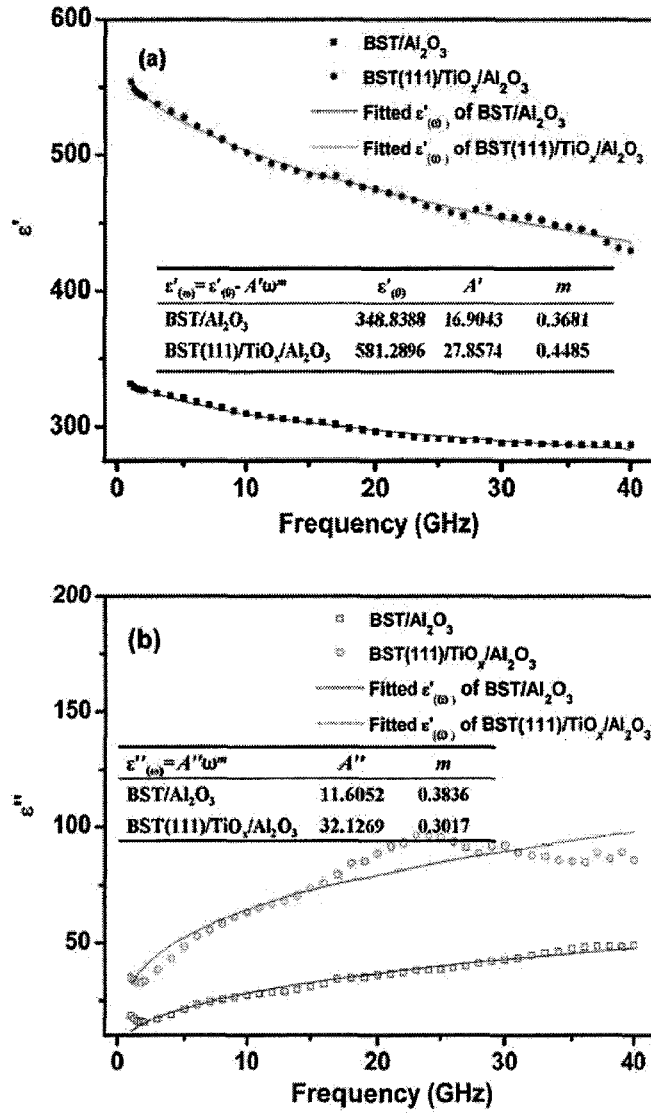 600
(a)
BST/Al₂O₃
BST(111)/TiOₓ/Al₂O₃
Fitted ε'₍ω₎ of BST/Al₂O₃
Fitted ε'₍ω₎ of BST(111)/TiOₓ/Al₂O₃
500
ε'
400
ε'₍ω₎= ε'₍₀₎- A'ωᵐ ε'₍₀₎ A' m
BST/Al₂O₃ 348.8388 16.9043 0.3681
BST(111)/TiOₓ/Al₂O₃ 581.2896 27.8574 0.4485
300
0 10 20 30 40
Frequency (GHz)
200
(b)
BST/Al₂O₃
BST(111)/TiOₓ/Al₂O₃
Fitted ε'₍ω₎ of BST/Al₂O₃
Fitted ε'₍ω₎ of BST(111)/TiOₓ/Al₂O₃
150
ε''
ε''₍ω₎=A''ωᵐ A'' m
BST/Al₂O₃ 11.6052 0.3836
BST(111)/TiOₓ/Al₂O₃ 32.1269 0.3017
100
50
0 10 20 30 40
Frequency (GHz)